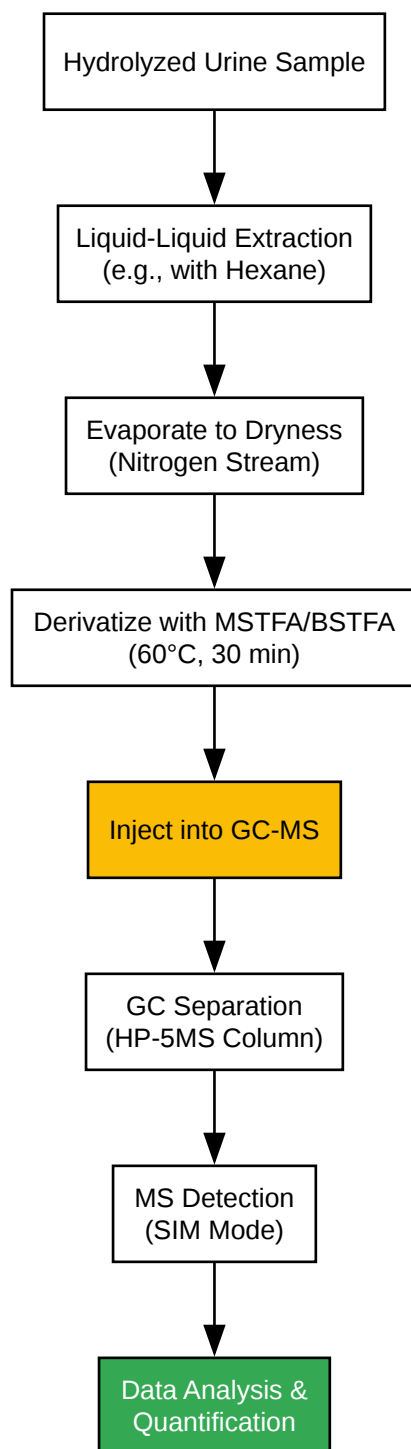 Hydrolyzed Urine Sample
Liquid-Liquid Extraction
(e.g., with Hexane)
Evaporate to Dryness
(Nitrogen Stream)
Derivatize with MSTFA/BSTFA
(60°C, 30 min)
Inject into GC-MS
GC Separation
(HP-5MS Column)
MS Detection
(SIM Mode)
Data Analysis &
Quantification